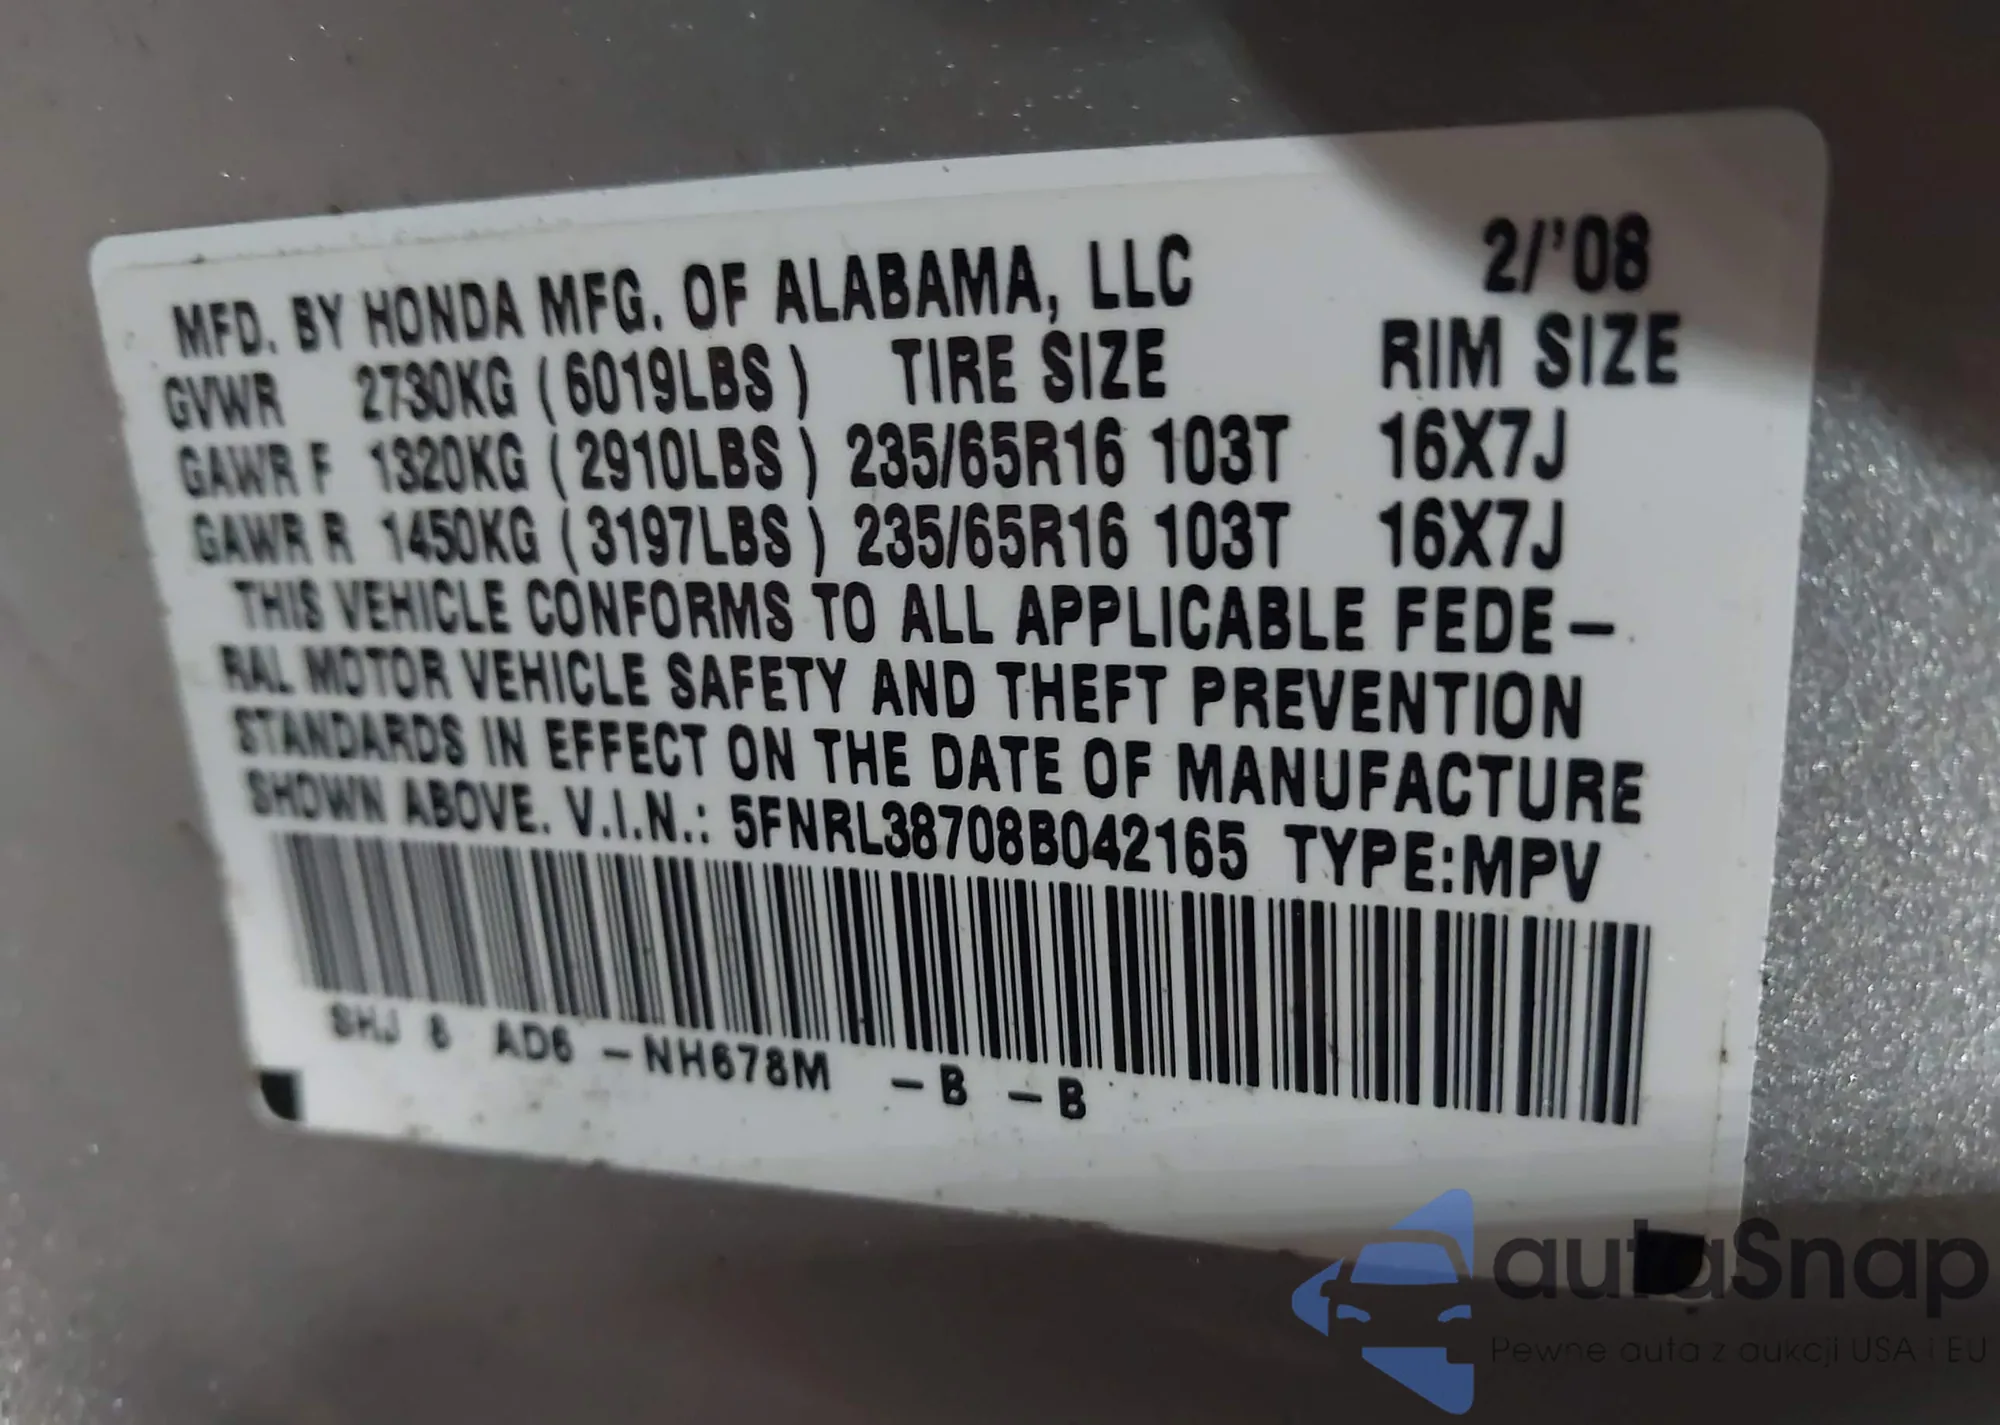 MFD. BY HONDA MFG. OF ALABAMA, LLC 2/'08
GVWR 2730KG (6019LBS) TIRE SIZE RIM SIZE
GAWR F 1320KG (2910LBS) 235/65R16 103T 16X7J
GAWR R 1450KG (3197LBS) 235/65R16 103T 16X7J
THIS VEHICLE CONFORMS TO ALL APPLICABLE FEDE-
RAL MOTOR VEHICLE SAFETY AND THEFT PREVENTION
STANDARDS IN EFFECT ON THE DATE OF MANUFACTURE
SHOWN ABOVE. V.I.N.: 5FNRL38708B042165 TYPE:MPV
SHJ 8 AD6 -NH678M -B -B
autaSnap
Pewne auta z aukcji USA i EU